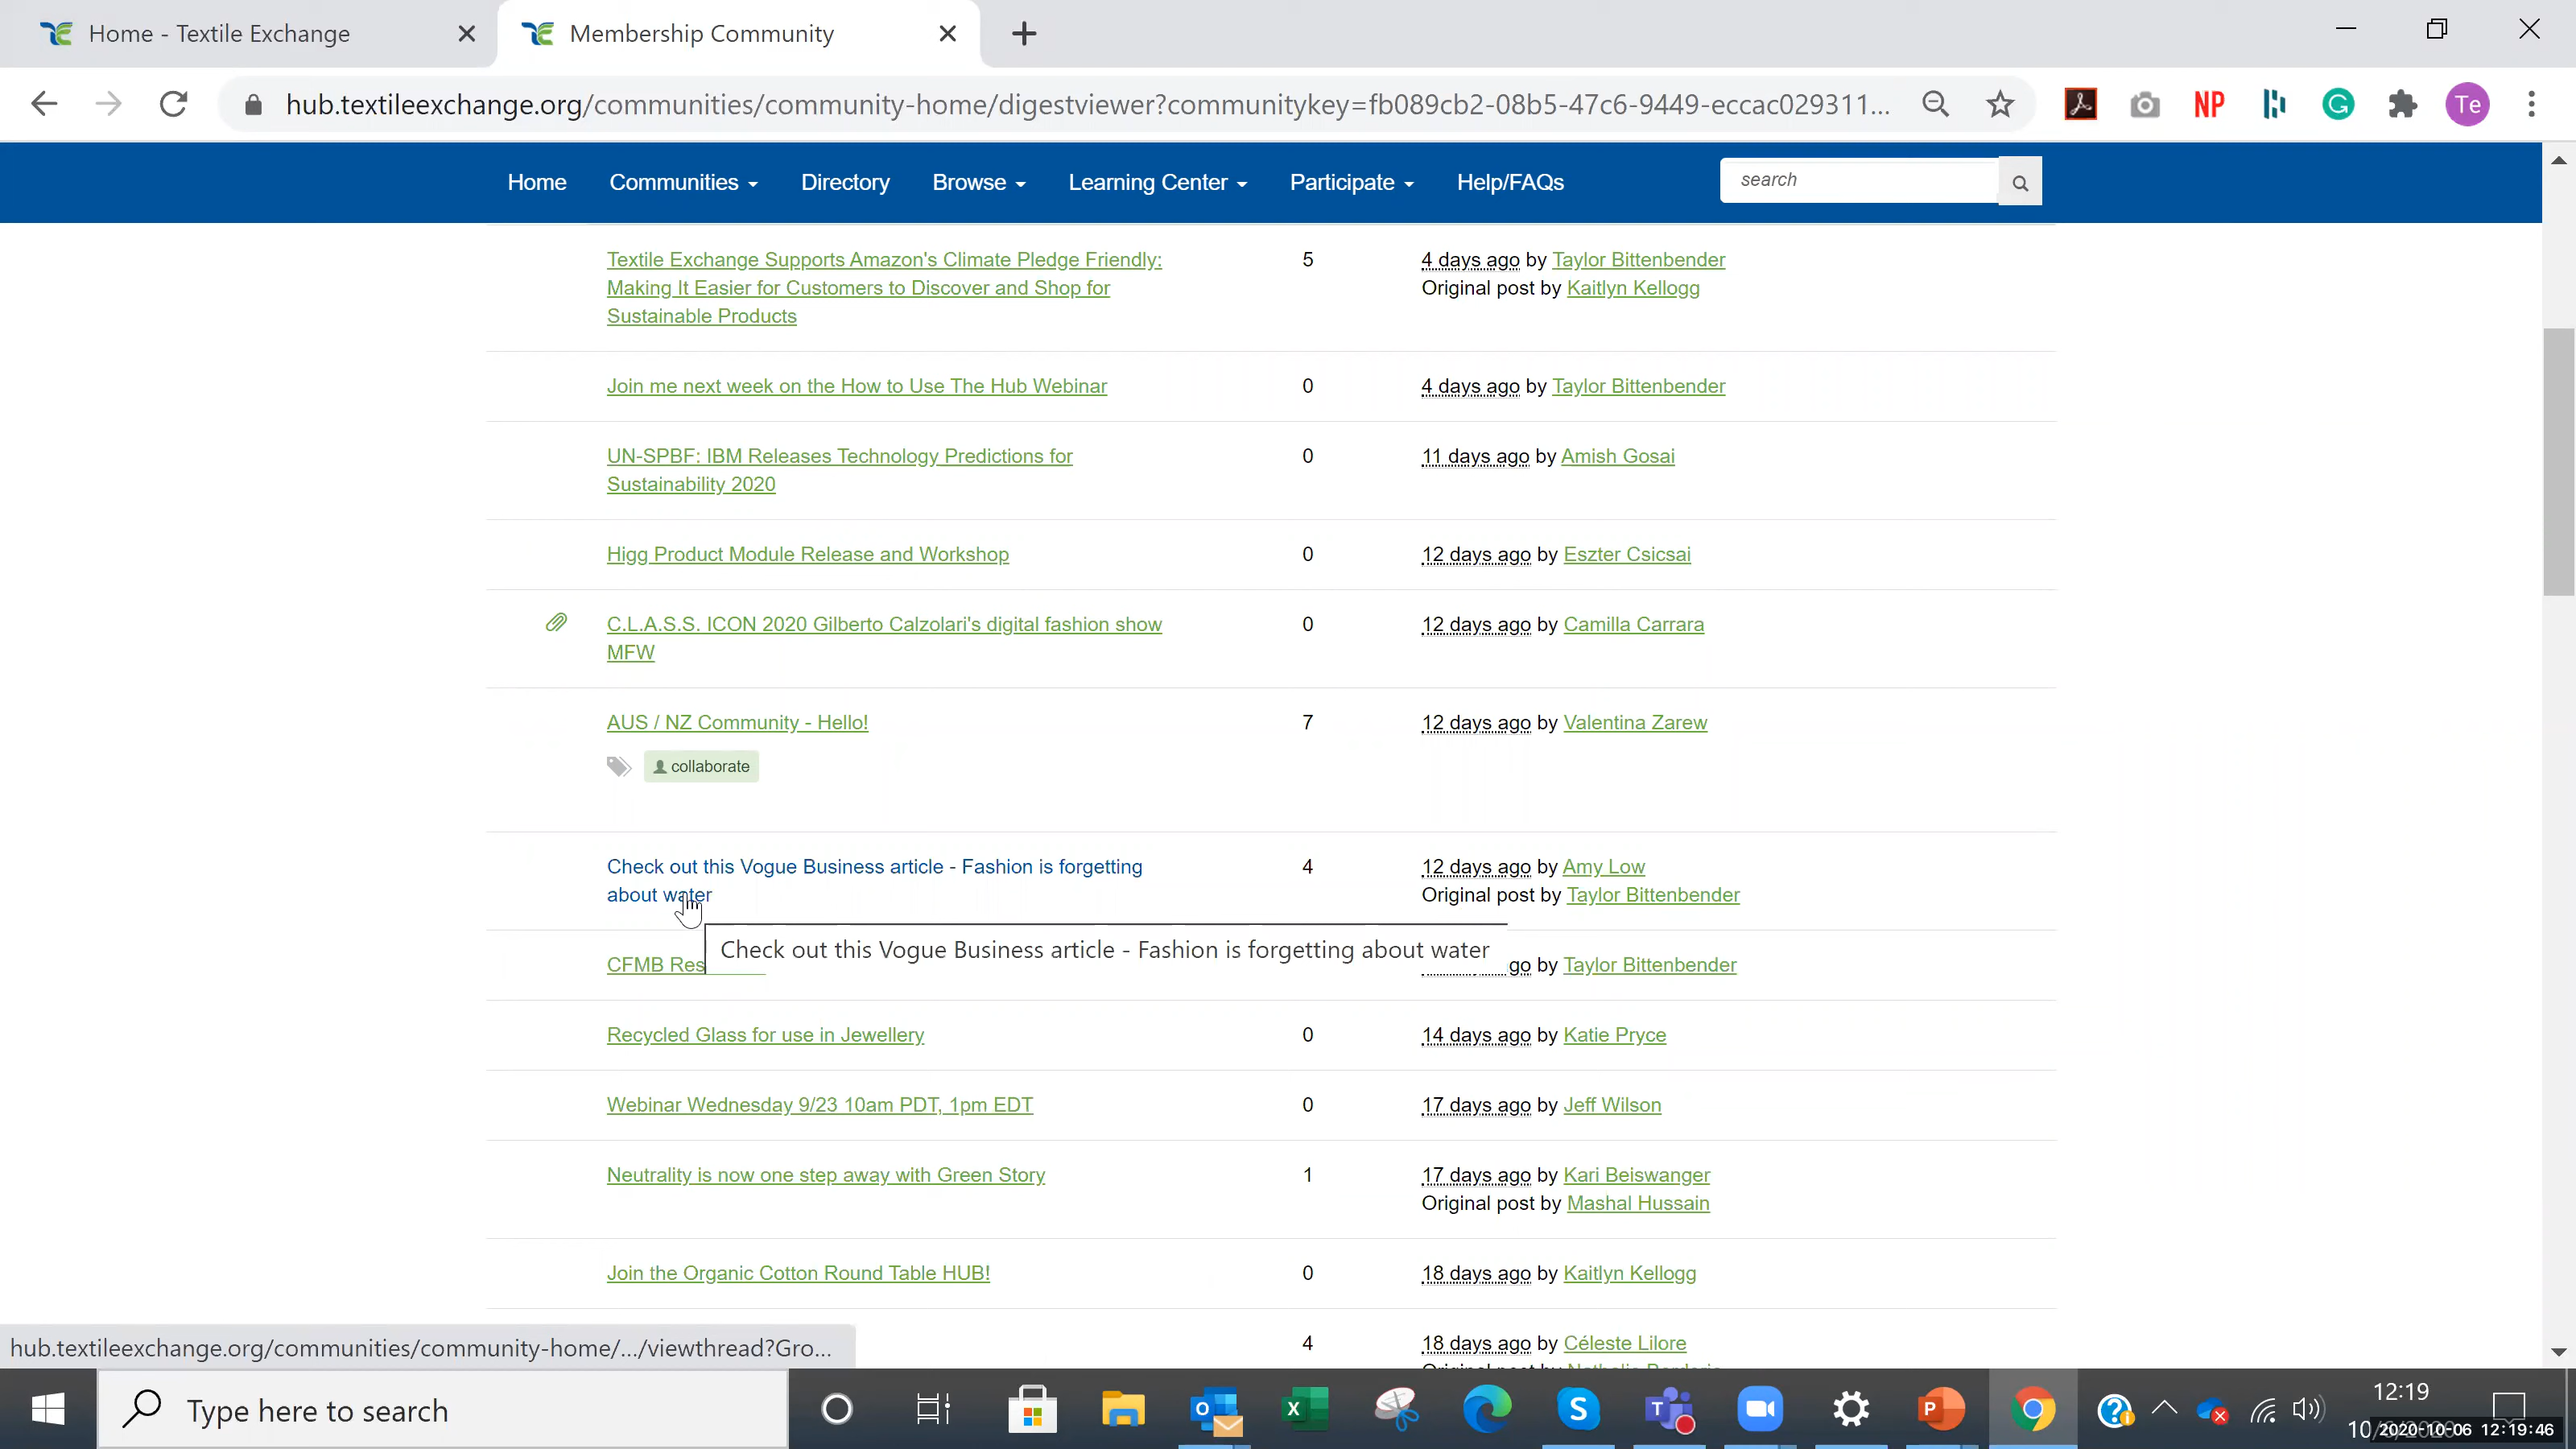 Home - Textile Exchange
Membership Community
hub.textileexchange.org/communities/community-home/digestviewer?communitykey=fb089cb2-08b5-47c6-9449-eccac029311...
NP
Te
Home Communities Directory Browse Learning Center Participate Help/FAQs search
Textile Exchange Supports Amazon's Climate Pledge Friendly: 5 4 days ago by Taylor Bittenbender
Making It Easier for Customers to Discover and Shop for Original post by Kaitlyn Kellogg
Sustainable Products
Join me next week on the How to Use The Hub Webinar 0 4 days ago by Taylor Bittenbender
UN-SPBF: IBM Releases Technology Predictions for 0 11 days ago by Amish Gosai
Sustainability 2020
Higg Product Module Release and Workshop 0 12 days ago by Eszter Csicsai
C.L.A.S.S. ICON 2020 Gilberto Calzolari's digital fashion show 0 12 days ago by Camilla Carrara
MFW
AUS / NZ Community - Hello! 7 12 days ago by Valentina Zarew
collaborate
Check out this Vogue Business article - Fashion is forgetting 4 12 days ago by Amy Low
about water Original post by Taylor Bittenbender
Check out this Vogue Business article - Fashion is forgetting about water
CFMB Res go by Taylor Bittenbender
Recycled Glass for use in Jewellery 0 14 days ago by Katie Pryce
Webinar Wednesday 9/23 10am PDT, 1pm EDT 0 17 days ago by Jeff Wilson
Neutrality is now one step away with Green Story 1 17 days ago by Kari Beiswanger
Original post by Mashal Hussain
Join the Organic Cotton Round Table HUB! 0 18 days ago by Kaitlyn Kellogg
4 18 days ago by Céleste Lilore
hub.textileexchange.org/communities/community-home/.../viewthread?Gro...
Type here to search
12:19
2020-10-06 12:19:46